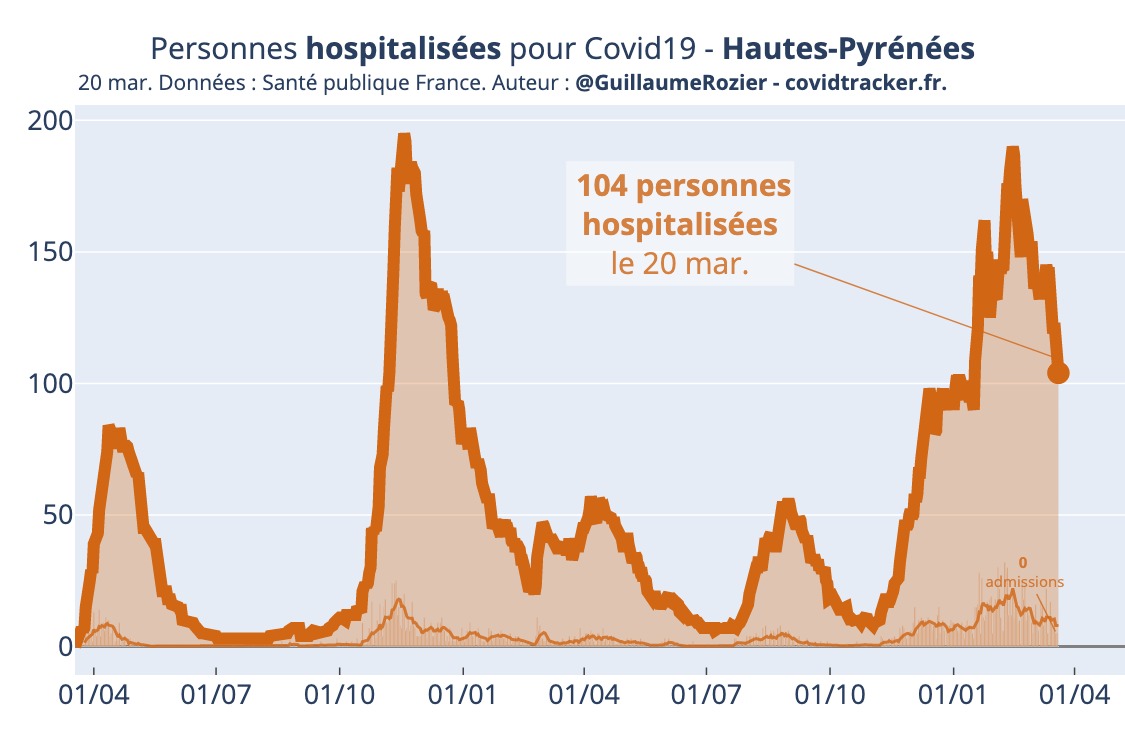 Personnes hospitalisées pour Covid19 - Hautes-Pyrénées
20 mar. Données : Santé publique France. Auteur : @GuillaumeRozier - covidtracker.fr.
200
104 personnes
hospitalisées
le 20 mar.
150
100
50
0
admissions
0
01/04 01/07 01/10 01/01 01/04 01/07 01/10 01/01 01/04